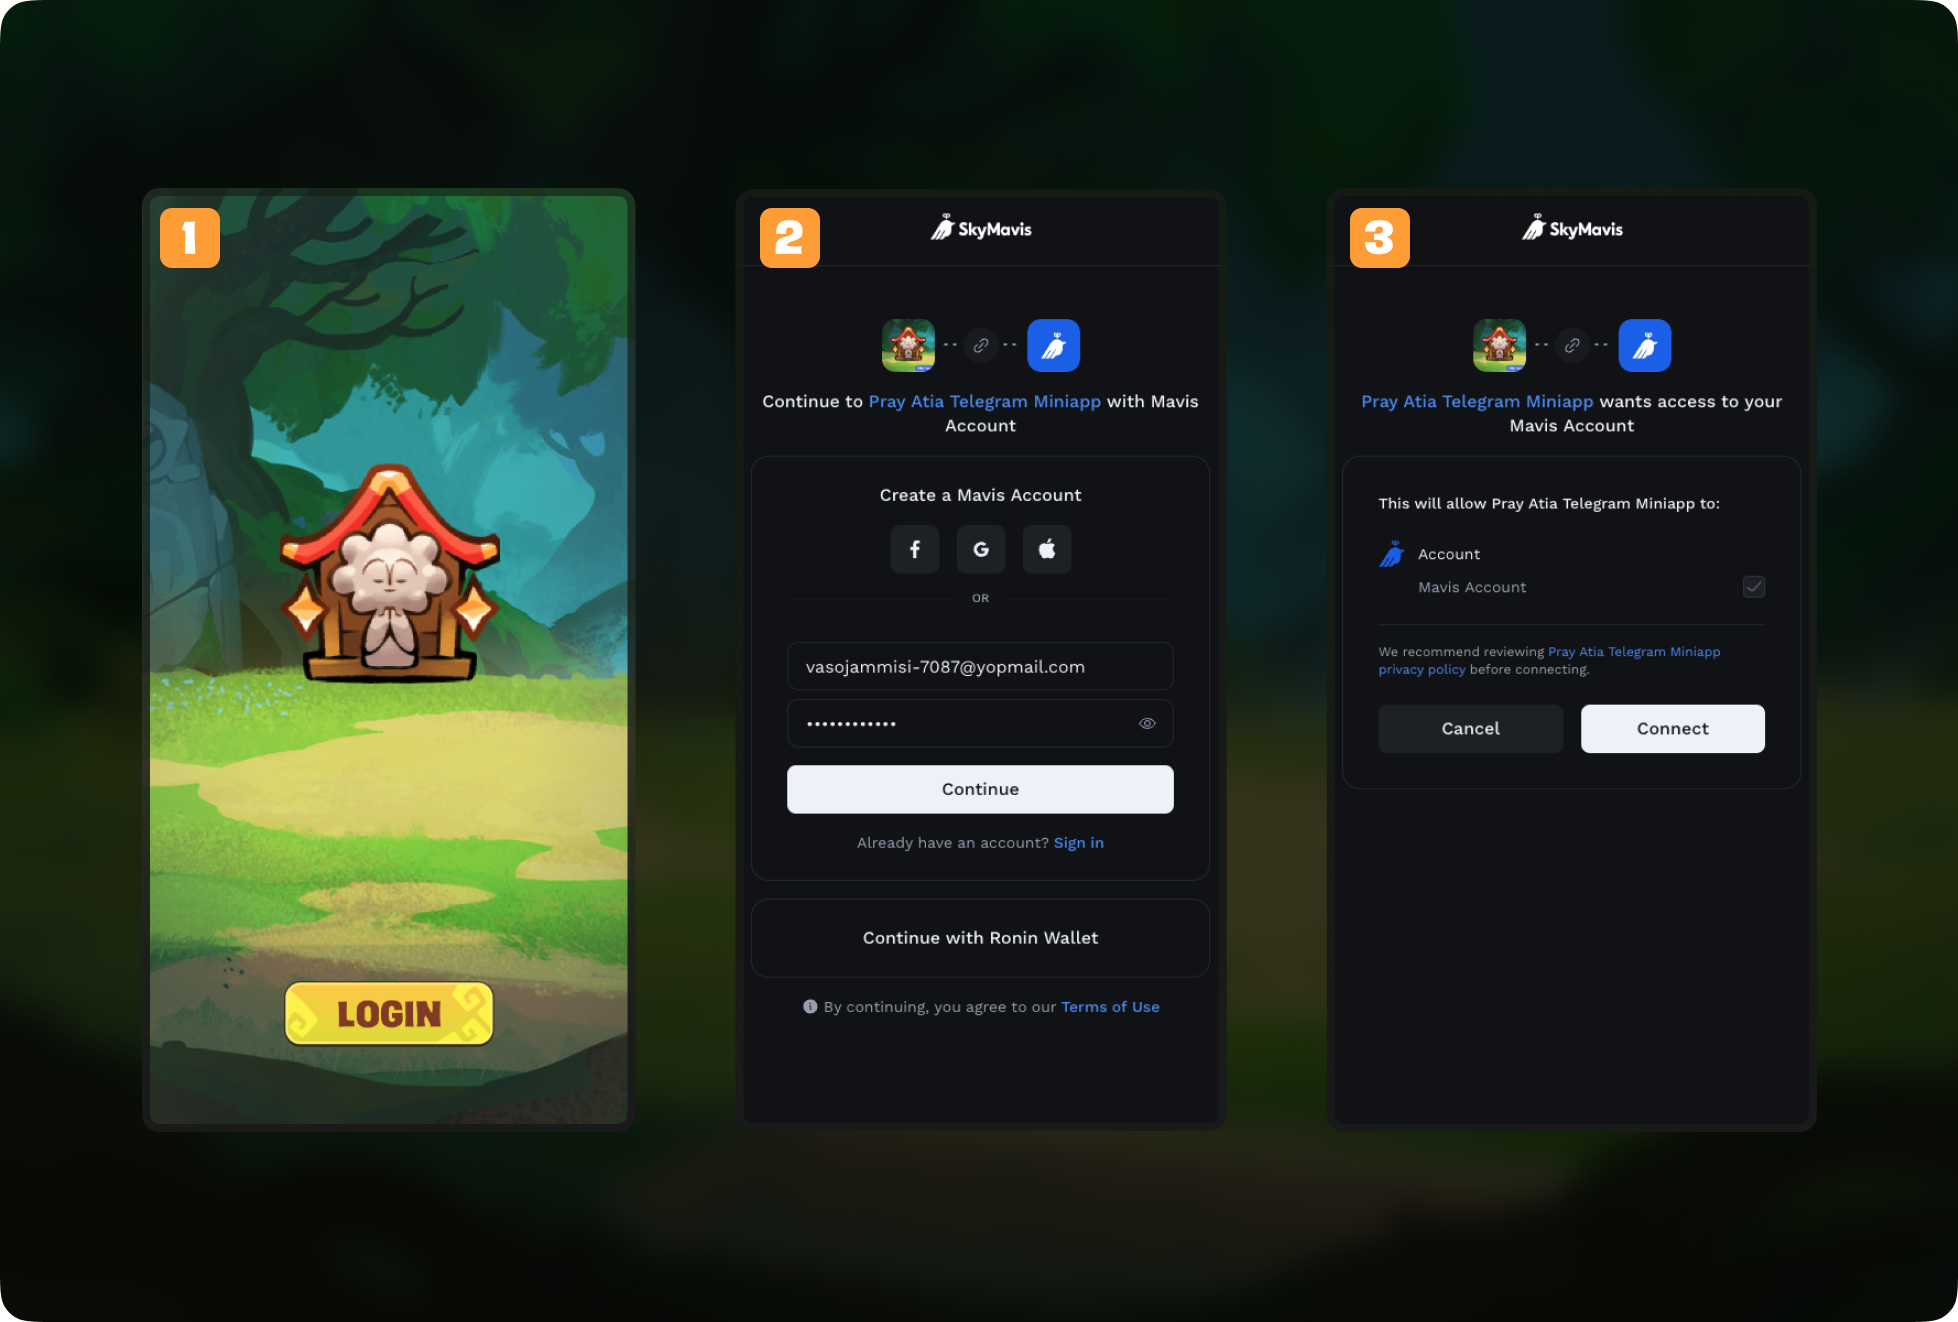 1
LOGIN
2
SkyMavis
Continue to Pray Atia Telegram Miniapp with Mavis
Account
Create a Mavis Account
OR
vasojammisi-7087@yopmail.com
••••••••••••
Continue
Already have an account? Sign in
Continue with Ronin Wallet
By continuing, you agree to our Terms of Use
3
SkyMavis
Pray Atia Telegram Miniapp wants access to your
Mavis Account
This will allow Pray Atia Telegram Miniapp to:
Account
Mavis Account
We recommend reviewing Pray Atia Telegram Miniapp
privacy policy before connecting.
Cancel
Connect